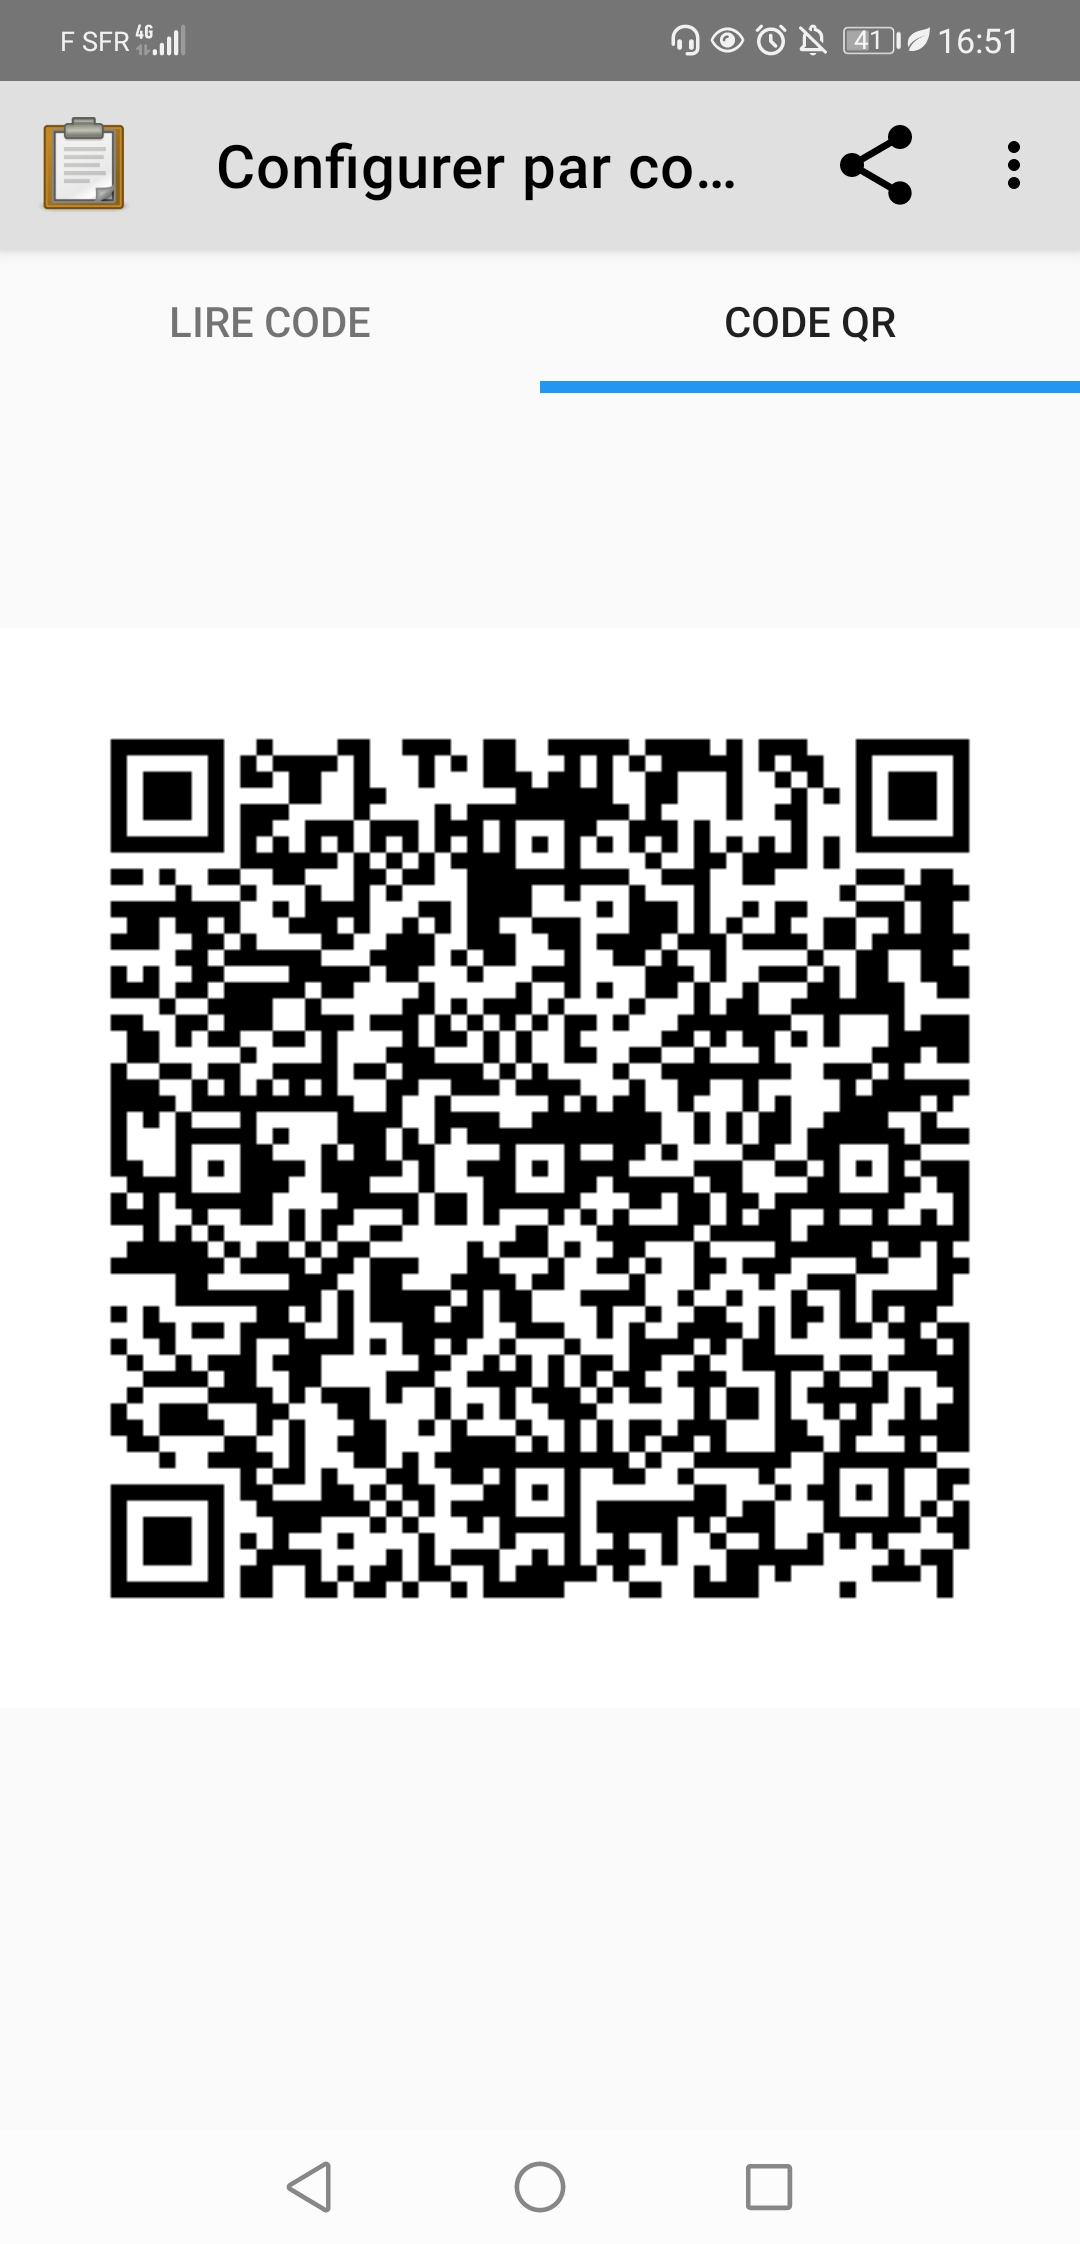 F SFR 4G 41 16:51
Configurer par co...
LIRE CODE CODE QR